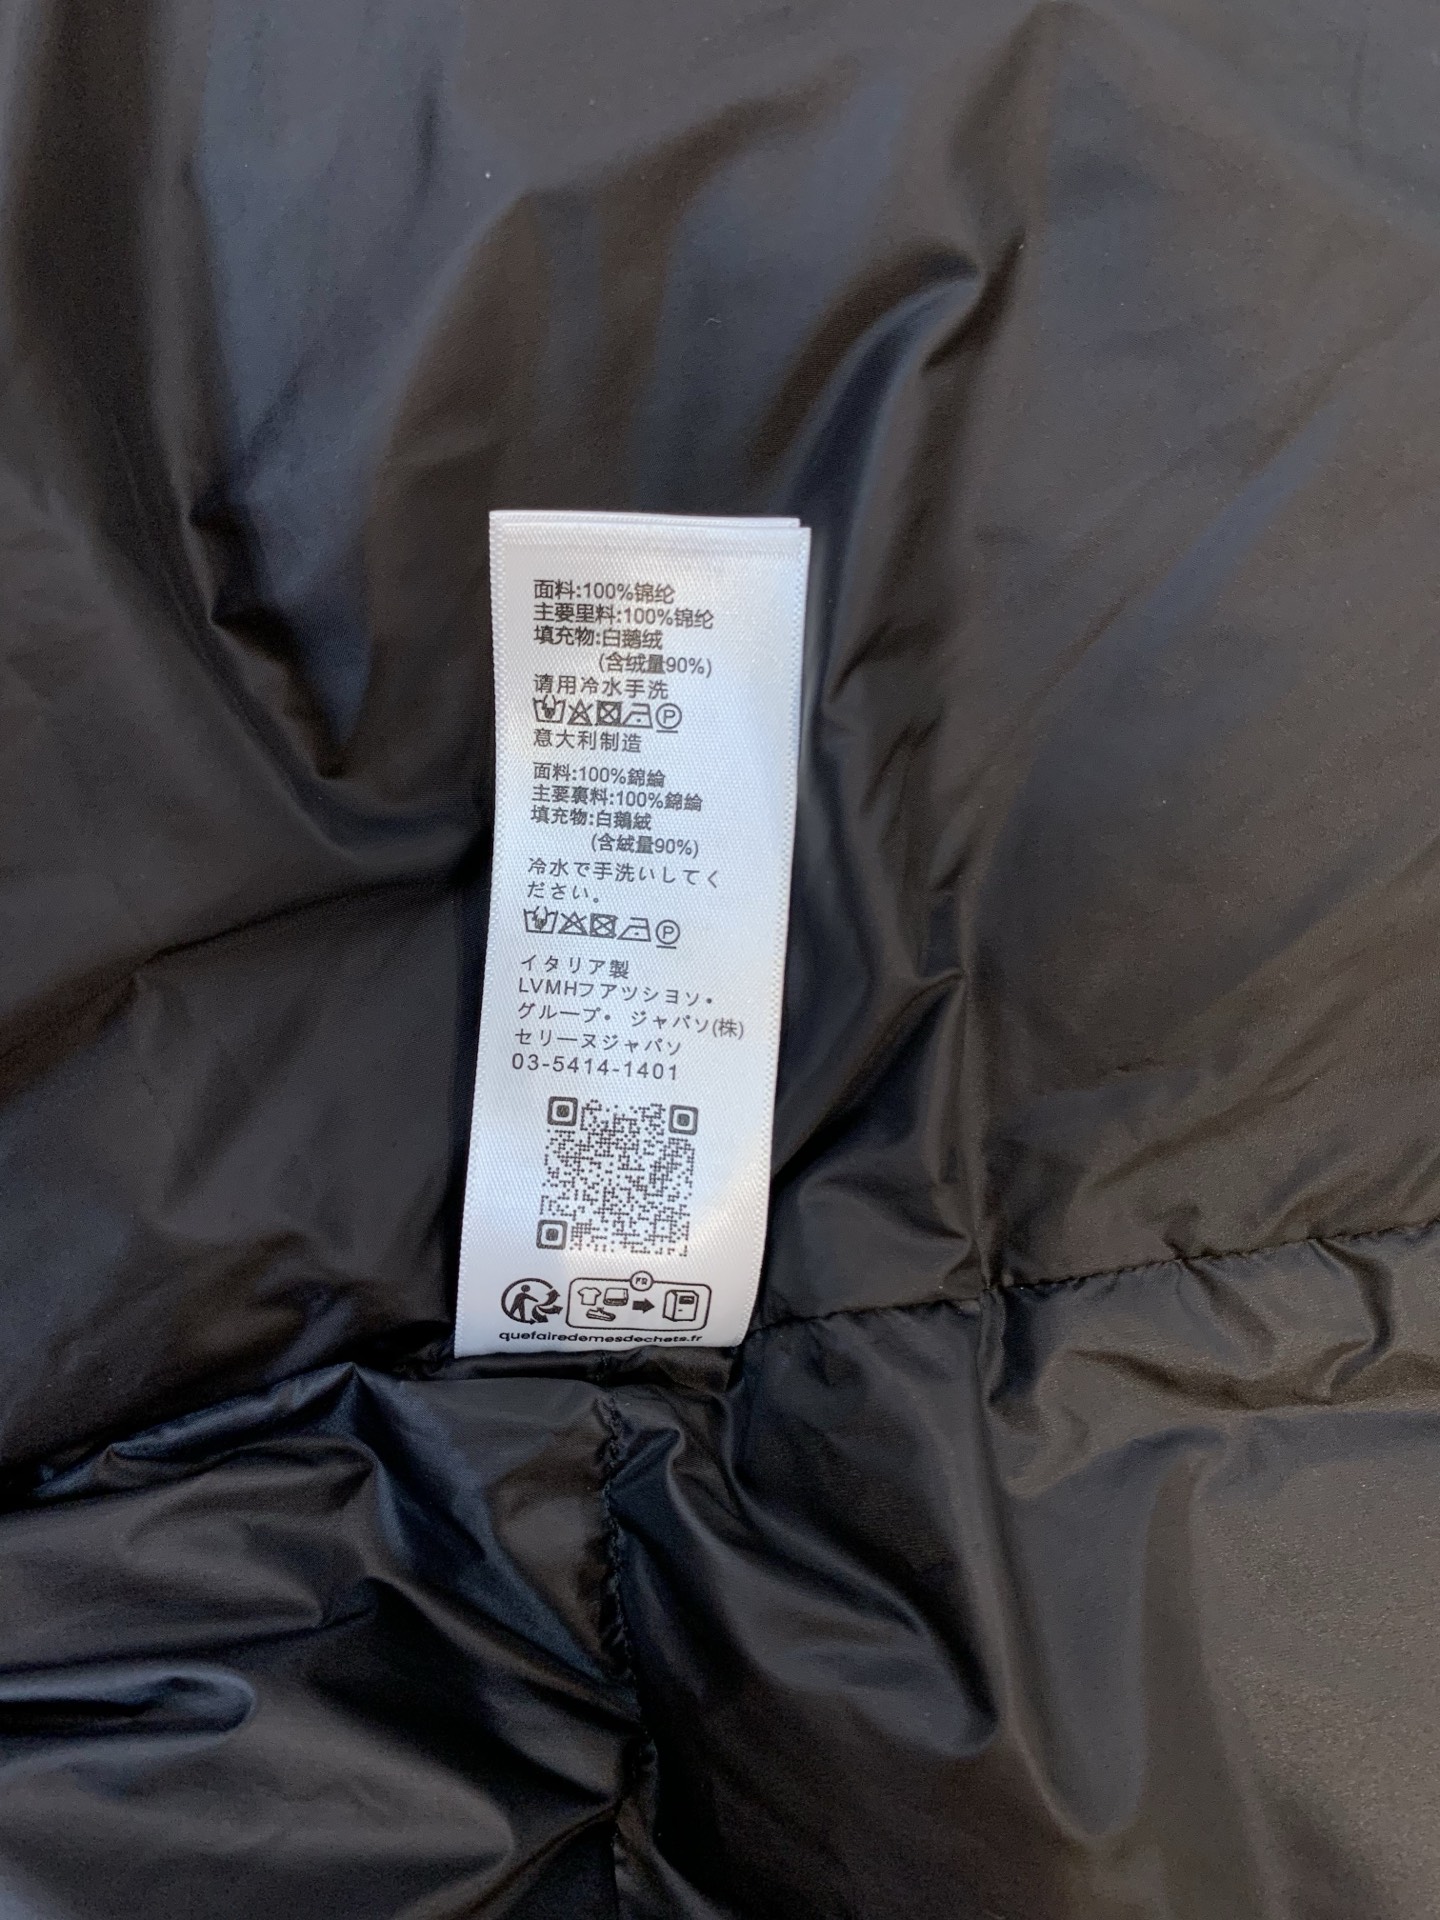 面料:100%锦纶
主要里料:100%锦纶
填充物:白鹅绒
(含绒量90%)
请用冷水手洗
P
意大利制造
面料:100%錦綸
主要裏料:100%錦綸
填充物:白鵝絨
(含絨量90%)
冷水で手洗いしてく
ださい。
P
イタリア製
LVMHフアツシヨソ・
グループ・ ジャパソ(株)
セリーヌジャパソ
03-5414-1401
FR
quefairedemesdechets.fr